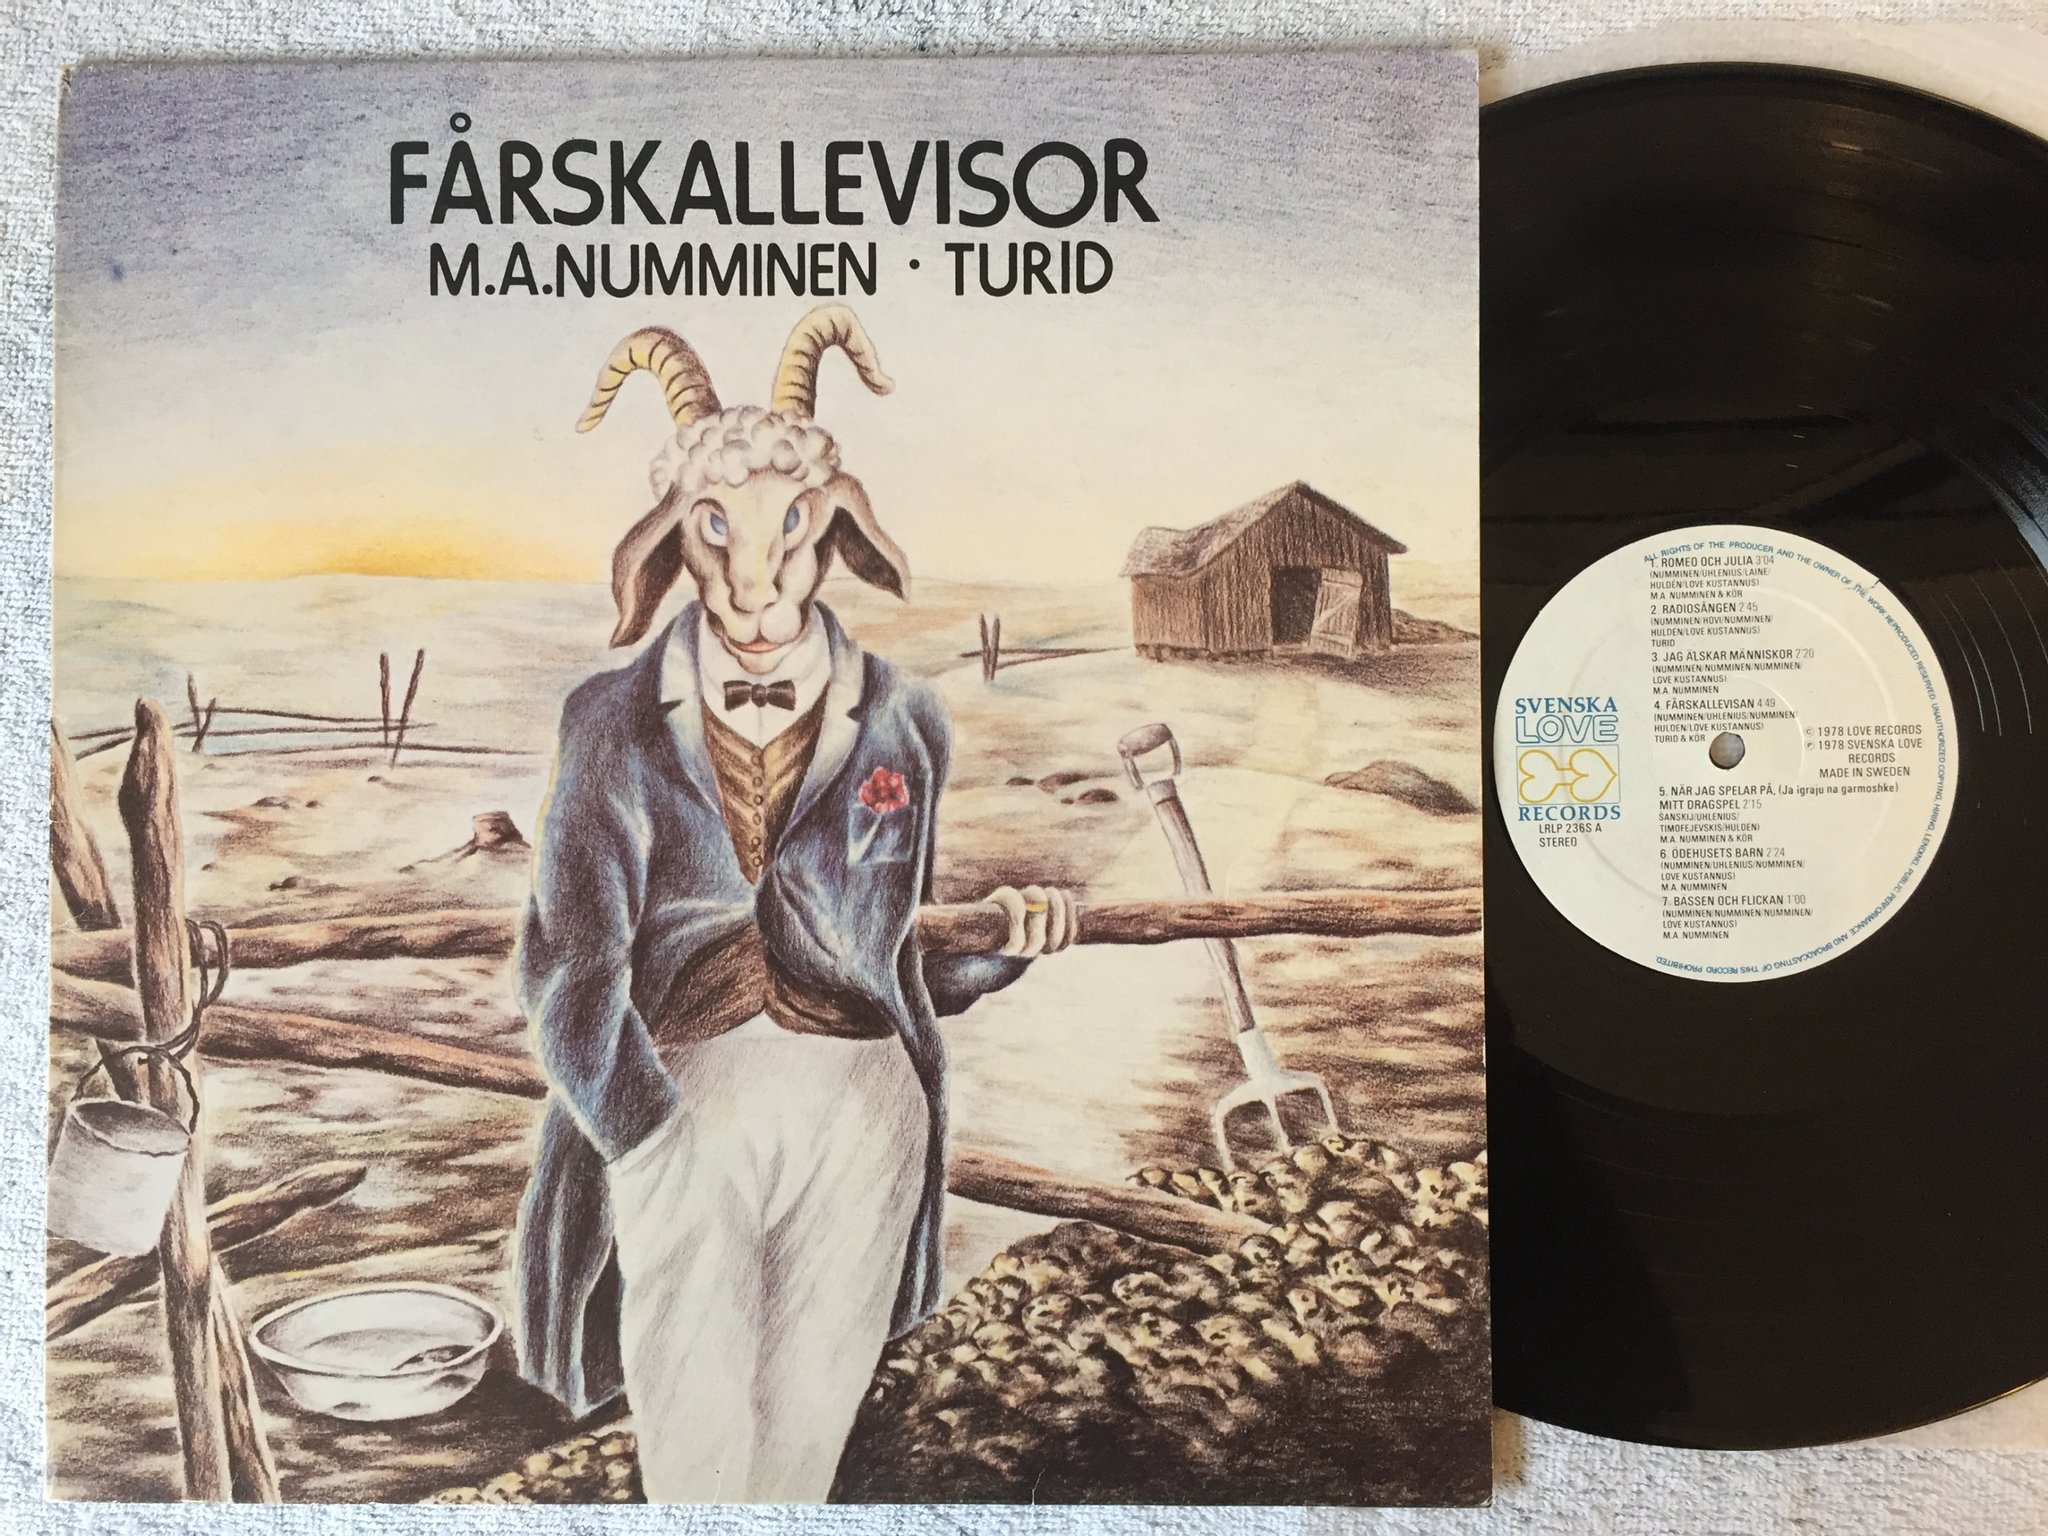 FÅRSKALLEVISOR
M.A.NUMMINEN · TURID
ALL RIGHTS OF THE PRODUCER AND THE OWNER OF THE WORK REPRODUCED RESERVED UNAUTHORIZED COPYING, HIRING, LENDING, PUBLIC PERFORMANCE AND BROADCASTING OF THIS RECORD PROHIBITED.
1. ROMEO OCH JULIA 3'04
(NUMMINEN/UHLENIUS/LAINE/
HULDÉN/LOVE KUSTANNUS)
M.A. NUMMINEN & KÖR
2. RADIOSÅNGEN 2'45
(NUMMINEN/HOVI/NUMMINEN/
HULDEN/LOVE KUSTANNUS)
TURID
3. JAG ÄLSKAR MÄNNISKOR 2'20
(NUMMINEN/NUMMINEN/NUMMINEN/
LOVE KUSTANNUS)
M.A. NUMMINEN
4. FÅRSKALLEVISAN 4'49
(NUMMINEN/UHLENIUS/NUMMINEN/
HULDEN/LOVE KUSTANNUS)
TURID & KÖR
SVENSKA
LOVE
RECORDS
LRLP 236S A
STEREO
© 1978 LOVE RECORDS
℗ 1978 SVENSKA LOVE
RECORDS
MADE IN SWEDEN
5. NÄR JAG SPELAR PÅ, (Ja igraju na garmoshke)
MITT DRAGSPEL 2'15
SANSKIJ/UHLENIUS/
TIMOFEJEVSKIS/HULDEN)
M.A. NUMMINEN & KÖR
6. ÖDEHUSETS BARN 2'24
(NUMMINEN/UHLENIUS/NUMMINEN/
LOVE KUSTANNUS)
M.A. NUMMINEN
7. BASSEN OCH FLICKAN 1'00
(NUMMINEN/NUMMINEN/NUMMINEN/
LOVE KUSTANNUS)
M.A. NUMMINEN